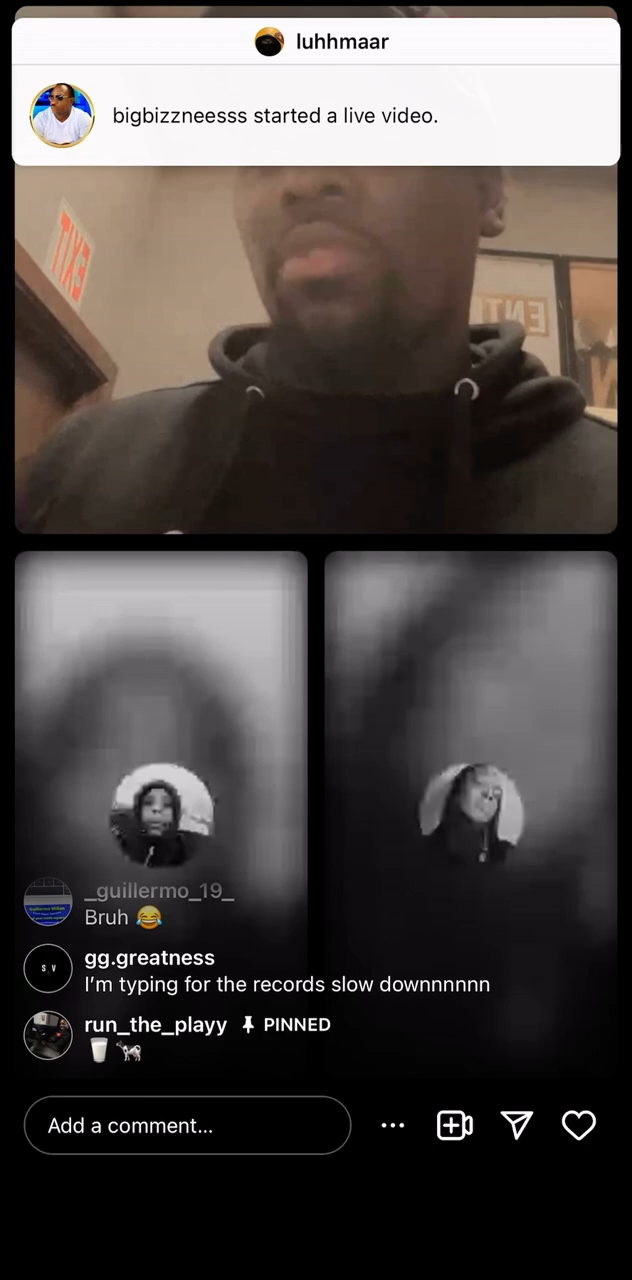 luhhmaar
bigbizzneesss started a live video.
EXIT
ENT
_guillermo_19_
Bruh 😂
gg.greatness
I'm typing for the records slow downnnnnn
S V
run_the_playy PINNED
🥛 🐐
Add a comment...